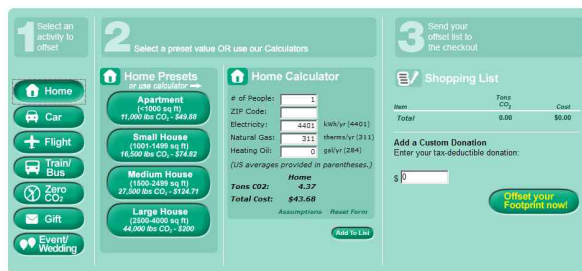 1
Select an
activity to
offset
2
Select a preset value OR use our Calculators
3
Send your
offset list to
the checkout
Home
Car
Flight
Train/
Bus
Zero
CO₂
Gift
Event/
Wedding
Home Presets
or use calculator
Apartment
(<1000 sq ft)
11,000 lbs CO₂ - $49.88
Small House
(1001-1499 sq ft)
16,500 lbs CO₂ - $74.82
Medium House
(1500-2499 sq ft)
27,500 lbs CO₂ - $124.71
Large House
(2500-4000 sq ft)
44,000 lbs CO₂ - $200
Home Calculator
# of People: 1
ZIP Code:
Electricity: 4401 kWh/yr (4401)
Natural Gas: 311 therms/yr (311)
Heating Oil: 0 gal/yr (284)
(US averages provided in parentheses.)
Home
Tons C02: 4.37
Total Cost: $43.68
Assumptions Reset Form
Add To List
Shopping List
Item Tons CO₂ Cost
Total 0.00 $0.00
Add a Custom Donation
Enter your tax-deductible donation:
$ 0
Offset your
Footprint now!